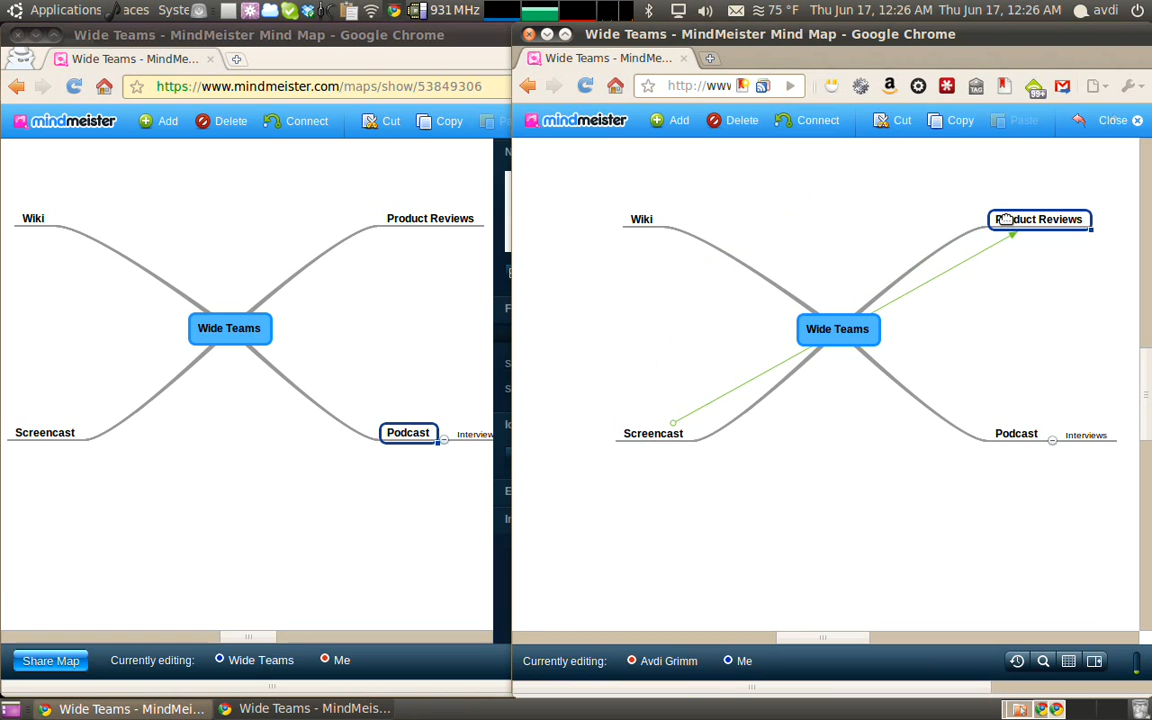 Applications
aces
Syste
931 MHz
75 °F
Thu Jun 17, 12:26 AM
Thu Jun 17, 12:26 AM
avdi
Wide Teams - MindMeister Mind Map - Google Chrome
Wide Teams - MindMeister Mind Map - Google Chrome
Wide Teams - MindMe...
Wide Teams - MindMe...
https://www.mindmeister.com/maps/show/53849306
http://www
TAG
99+
mindmeister
Add
Delete
Connect
Cut
Copy
mindmeister
Add
Delete
Connect
Cut
Copy
Paste
Close
Wiki
Product Reviews
Wide Teams
Screencast
Podcast
Interview
Wiki
Product Reviews
Wide Teams
Screencast
Podcast
Interviews
Share Map
Currently editing:
Wide Teams
Me
Currently editing:
Avdi Grimm
Me
Wide Teams - MindMei...
Wide Teams - MindMeis...